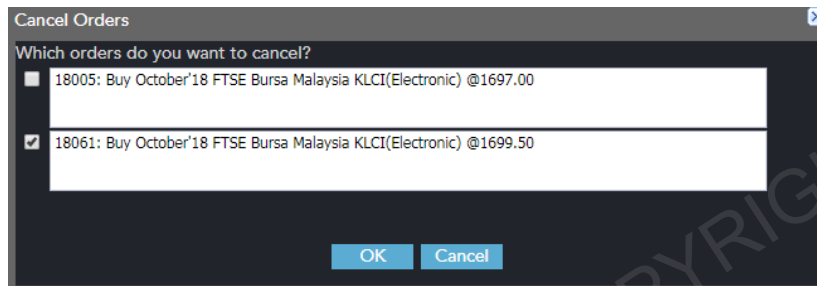 Cancel Orders
Which orders do you want to cancel?
18005: Buy October'18 FTSE Bursa Malaysia KLCI(Electronic) @1697.00
18061: Buy October'18 FTSE Bursa Malaysia KLCI(Electronic) @1699.50
OK Cancel